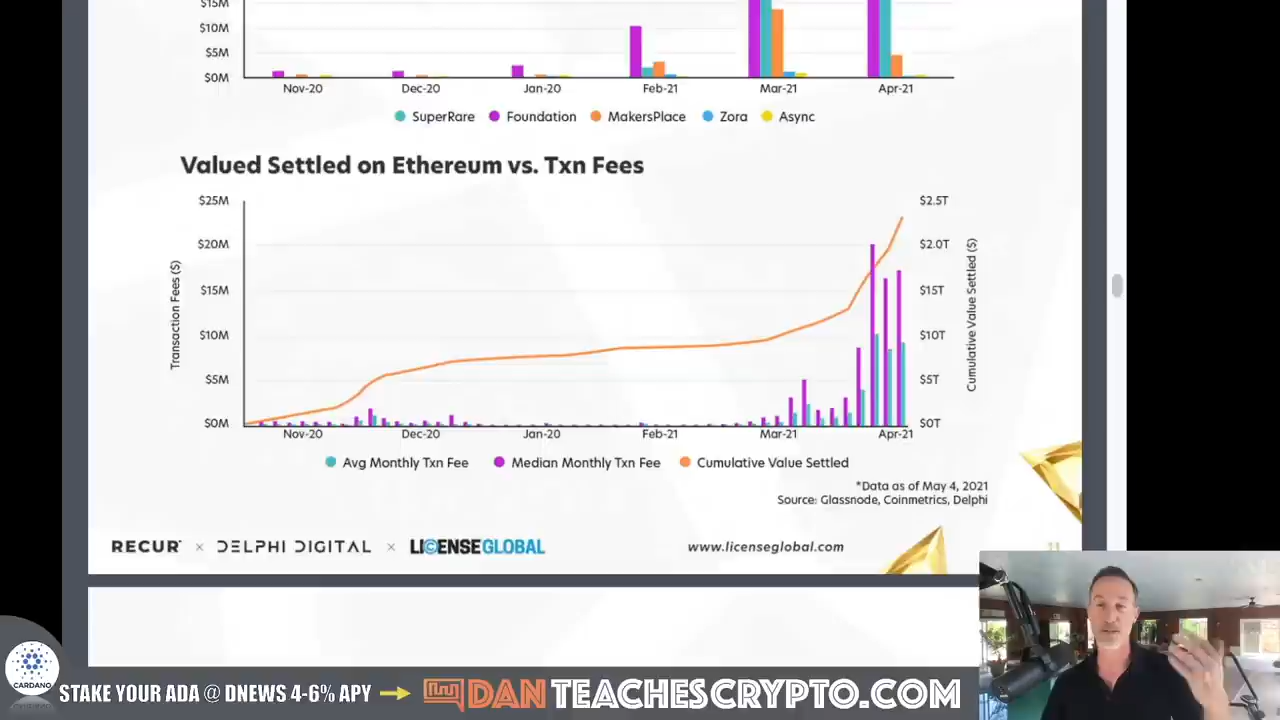 $15M
$10M
$5M
$0M
Nov-20 Dec-20 Jan-20 Feb-21 Mar-21 Apr-21
SuperRare Foundation MakersPlace Zora Async
Valued Settled on Ethereum vs. Txn Fees
$25M $2.5T
$20M $2.0T
$15M $15T
$10M $10T
$5M $5T
$0M $0T
Transaction Fees ($)
Cumulative Value Settled ($)
Nov-20 Dec-20 Jan-20 Feb-21 Mar-21 Apr-21
Avg Monthly Txn Fee Median Monthly Txn Fee Cumulative Value Settled
*Data as of May 4, 2021
Source: Glassnode, Coinmetrics, Delphi
RECUR × DELPHI DIGITAL × LICENSEGLOBAL www.licenseglobal.com 11
CARDANO
STAKE YOUR ADA @ DNEWS 4-6% APY DANTEACHESCRYPTO.COM